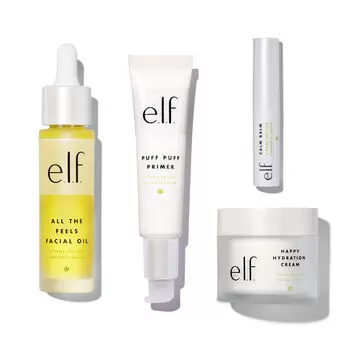 e.l.f.
ALL THE
FEELS
FACIAL OIL
e.l.f.
PUFF PUFF
PRIMER
CALM BALM
e.l.f.
e.l.f.
HAPPY
HYDRATION
CREAM